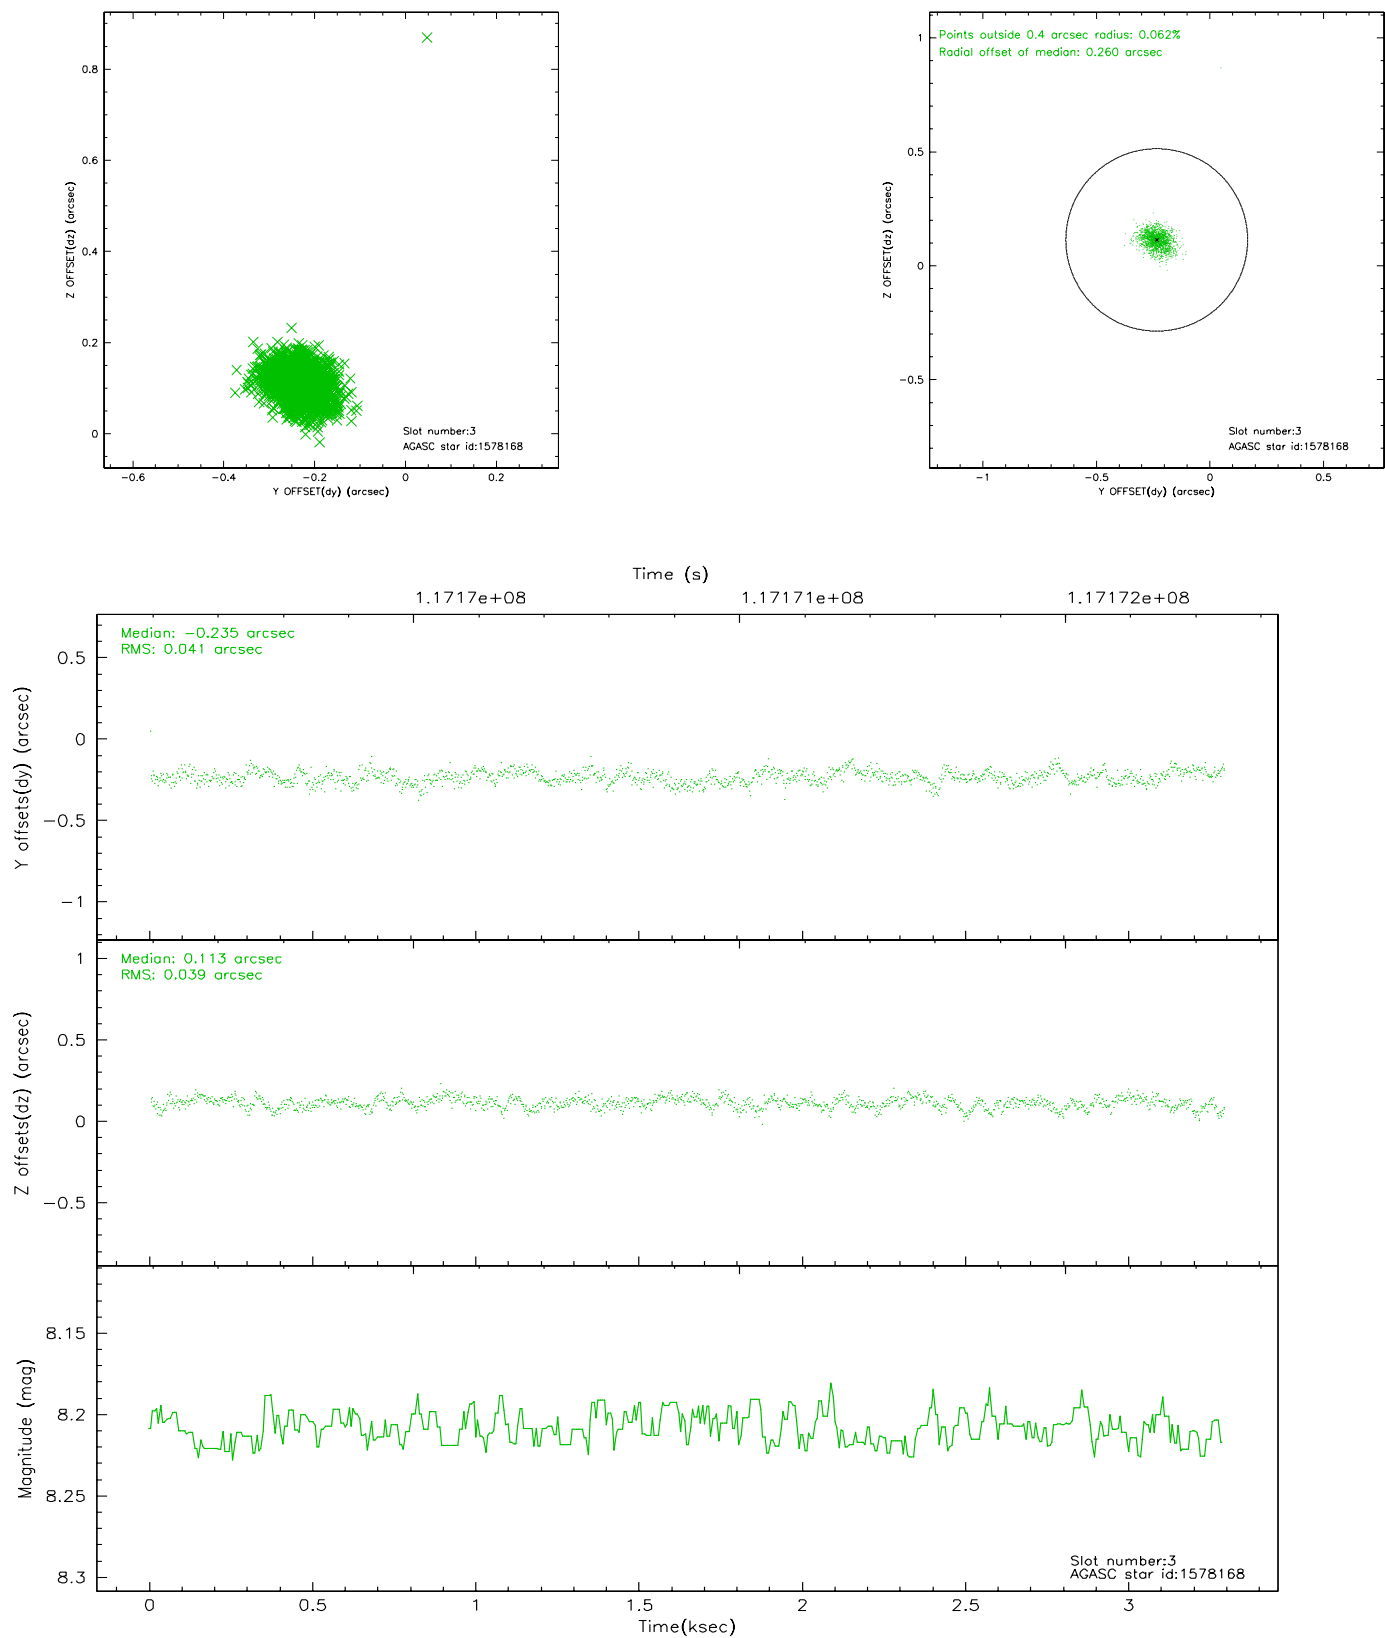 0.8
0.6
0.4
0.2
0
Z OFFSET(dz) (arcsec)
Slot number:3
AGASC star id:1578168
−0.6 −0.4 −0.2 0 0.2
Y OFFSET(dy) (arcsec)
Points outside 0.4 arcsec radius: 0.062%
Radial offset of median: 0.260 arcsec
1
0.5
0
−0.5
Z OFFSET(dz) (arcsec)
Slot number:3
AGASC star id:1578168
−1 −0.5 0 0.5
Y OFFSET(dy) (arcsec)
Time (s)
1.1717e+08 1.17171e+08 1.17172e+08
Median: −0.235 arcsec
RMS: 0.041 arcsec
0.5
0
−0.5
−1
Y offsets(dy) (arcsec)
Median: 0.113 arcsec
RMS: 0.039 arcsec
1
0.5
0
−0.5
Z offsets(dz) (arcsec)
8.15
8.2
8.25
8.3
Magnitude (mag)
Slot number:3
AGASC star id:1578168
0 0.5 1 1.5 2 2.5 3
Time(ksec)